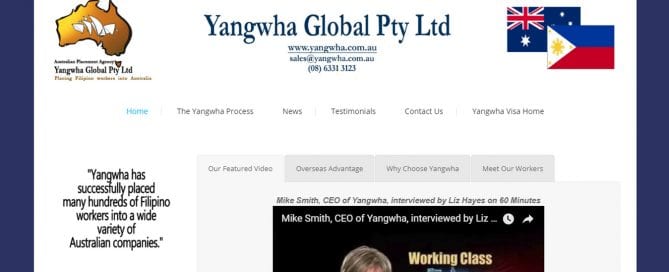 Australian Placement Agency
Yangwha Global Pty Ltd
Placing Filipino workers into Australia
Yangwha Global Pty Ltd
www.yangwha.com.au
sales@yangwha.com.au
(08) 6331 3123
Home
The Yangwha Process
News
Testimonials
Contact Us
Yangwha Visa Home
"Yangwha has
successfully placed
many hundreds of Filipino
workers into a wide
variety of
Australian companies."
Our Featured Video
Overseas Advantage
Why Choose Yangwha
Meet Our Workers
Mike Smith, CEO of Yangwha, interviewed by Liz Hayes on 60 Minutes
Mike Smith, CEO of Yangwha, interviewed by Liz ...
Working Class